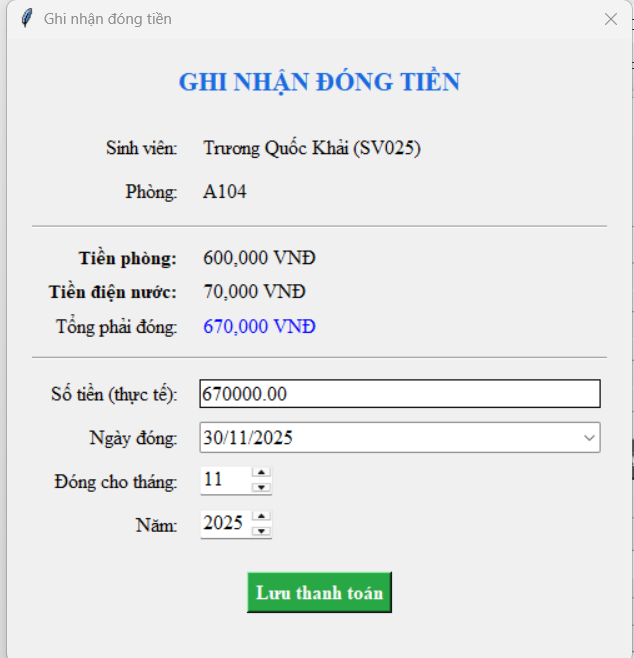 Ghi nhận đóng tiền
GHI NHẬN ĐÓNG TIỀN
Sinh viên: Trương Quốc Khải (SV025)
Phòng: A104
Tiền phòng: 600,000 VNĐ
Tiền điện nước: 70,000 VNĐ
Tổng phải đóng: 670,000 VNĐ
Số tiền (thực tế): 670000.00
Ngày đóng: 30/11/2025
Đóng cho tháng: 11
Năm: 2025
Lưu thanh toán